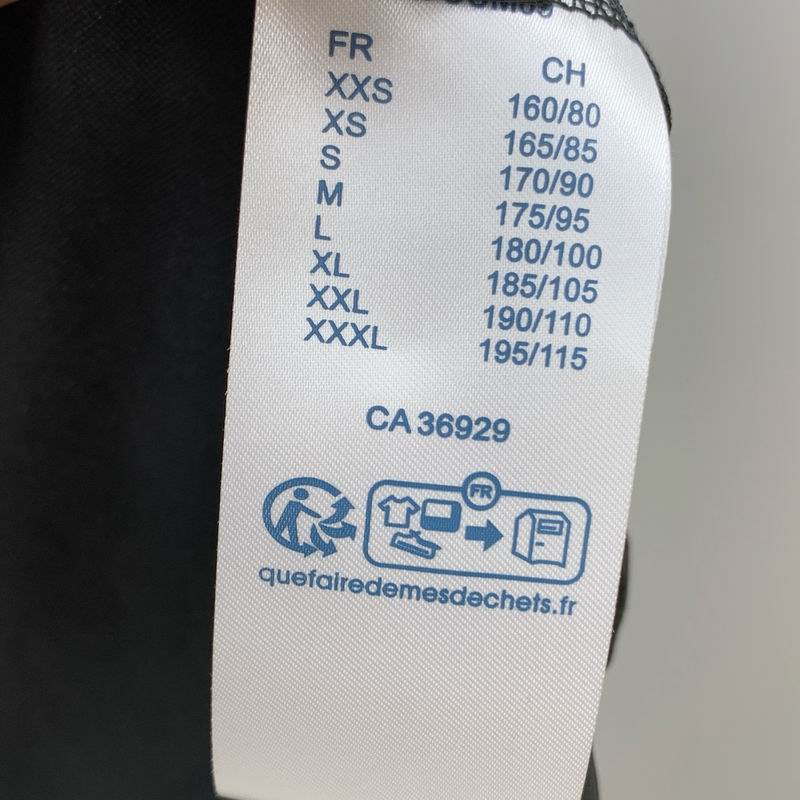 FR CH
XXS 160/80
XS 165/85
S 170/90
M 175/95
L 180/100
XL 185/105
XXL 190/110
XXXL 195/115
CA 36929
FR
quefairedemesdechets.fr